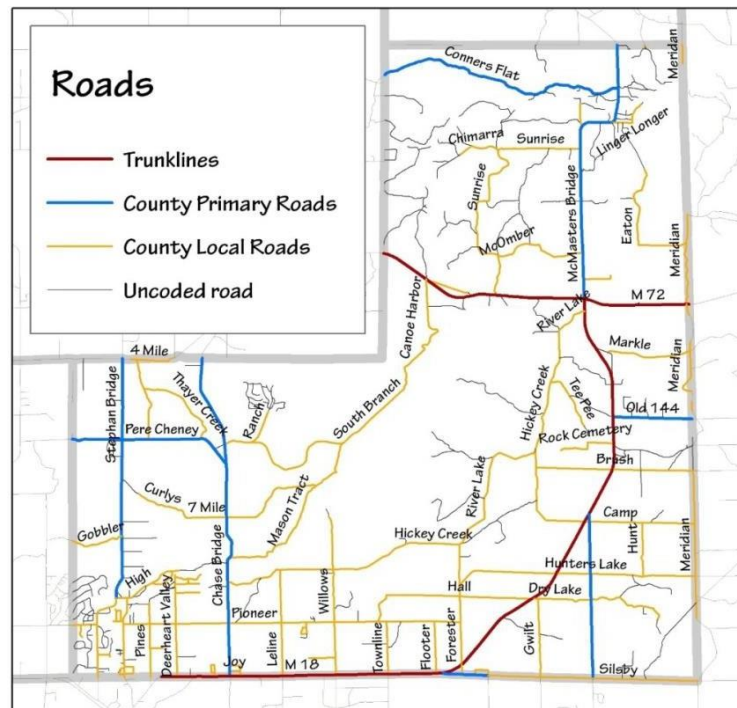 Roads
Trunklines
County Primary Roads
County Local Roads
Uncoded road
Conners Flat
Meridan
Linger Longer
Chimarra
Sunrise
Sunrise
McOmber
McMasters Bridge
Eaton
Meridian
M 72
River Lake
Canoe Harbor
Markle
Meridian
4 Mile
Stephan Bridge
Thayer Creek
Ranch
South Branch
Hickey Creek
Tee Pee
Old 144
Pere Cheney
Rock Cemetery
Brush
Curlys
7 Mile
Mason Tract
River Lake
Camp
Gobbler
Hickey Creek
Hunt
Meridian
High
Chase Bridge
Hunters Lake
Hall
Dry Lake
Pines
Deerheart Valley
Pioneer
Leline
Willows
Townline
Flooter
Forester
Gwift
Joy
M 18
Silsby